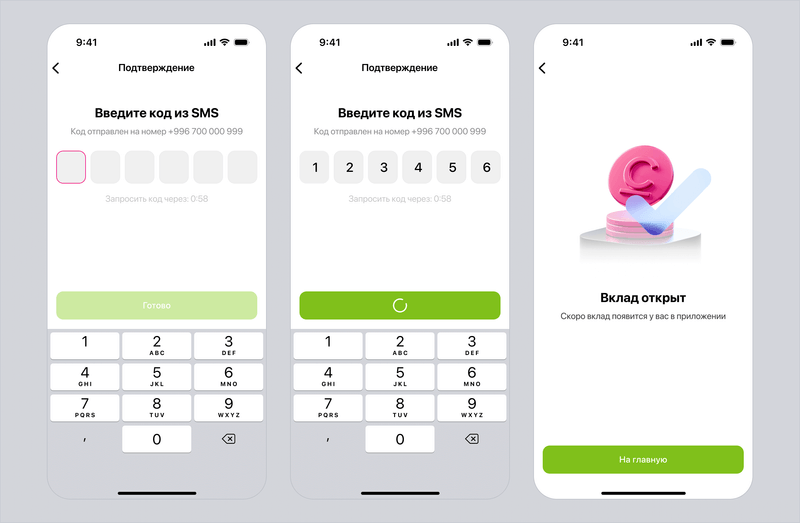 9:41
Подтверждение
Введите код из SMS
Код отправлен на номер +996 700 000 999
Запросить код через: 0:58
Готово
1
2
ABC
3
DEF
4
GHI
5
JKL
6
MNO
7
PQRS
8
TUV
9
WXYZ
,
0
9:41
Подтверждение
Введите код из SMS
Код отправлен на номер +996 700 000 999
1 2 3 4 5 6
Запросить код через: 0:58
1
2
ABC
3
DEF
4
GHI
5
JKL
6
MNO
7
PQRS
8
TUV
9
WXYZ
,
0
9:41
С
Вклад открыт
Скоро вклад появится у вас в приложении
На главную